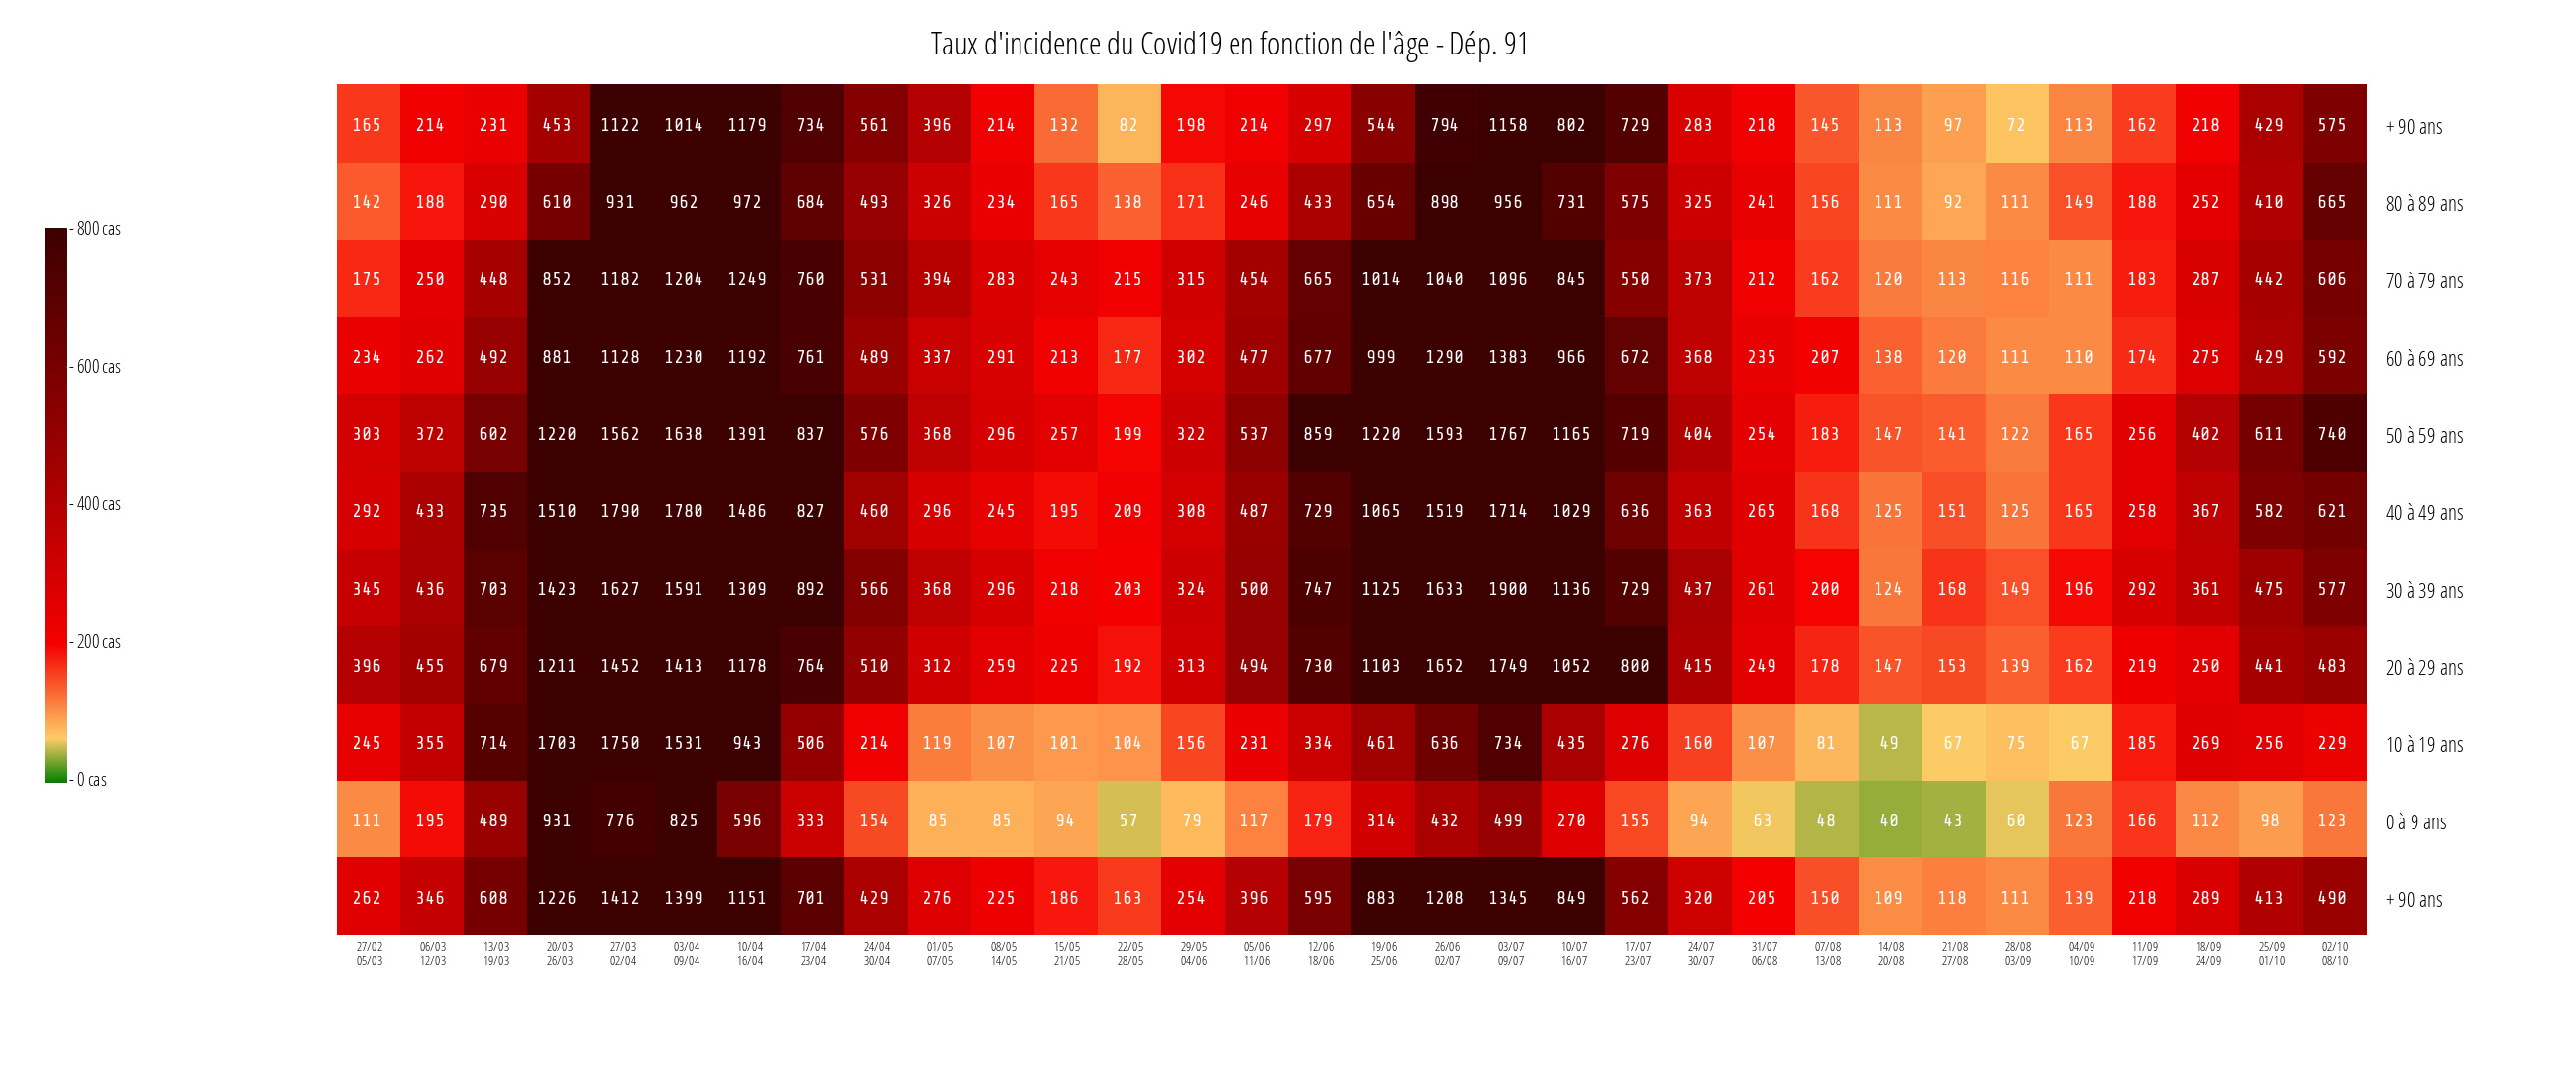 Taux d'incidence du Covid19 en fonction de l'âge - Dép. 91
165 214 231 453 1122 1014 1179 734 561 396 214 132 82 198 214 297 544 794 1158 802 729 283 218 145 113 97 72 113 162 218 429 575 + 90 ans
142 188 290 610 931 962 972 684 493 326 234 165 138 171 246 433 654 898 956 731 575 325 241 156 111 92 111 149 188 252 410 665 80 à 89 ans
- 800 cas
175 250 448 852 1182 1204 1249 760 531 394 283 243 215 315 454 665 1014 1040 1096 845 550 373 212 162 120 113 116 111 183 287 442 606 70 à 79 ans
234 262 492 881 1128 1230 1192 761 489 337 291 213 177 302 477 677 999 1290 1383 966 672 368 235 207 138 120 111 110 174 275 429 592 60 à 69 ans
- 600 cas
303 372 602 1220 1562 1638 1391 837 576 368 296 257 199 322 537 859 1220 1593 1767 1165 719 404 254 183 147 141 122 165 256 402 611 740 50 à 59 ans
- 400 cas
292 433 735 1510 1790 1780 1486 827 460 296 245 195 209 308 487 729 1065 1519 1714 1029 636 363 265 168 125 151 125 165 258 367 582 621 40 à 49 ans
345 436 703 1423 1627 1591 1309 892 566 368 296 218 203 324 500 747 1125 1633 1900 1136 729 437 261 200 124 168 149 196 292 361 475 577 30 à 39 ans
- 200 cas
396 455 679 1211 1452 1413 1178 764 510 312 259 225 192 313 494 730 1103 1652 1749 1052 800 415 249 178 147 153 139 162 219 250 441 483 20 à 29 ans
245 355 714 1703 1750 1531 943 506 214 119 107 101 104 156 231 334 461 636 734 435 276 160 107 81 49 67 75 67 185 269 256 229 10 à 19 ans
- 0 cas
111 195 489 931 776 825 596 333 154 85 85 94 57 79 117 179 314 432 499 270 155 94 63 48 40 43 60 123 166 112 98 123 0 à 9 ans
262 346 608 1226 1412 1399 1151 701 429 276 225 186 163 254 396 595 883 1208 1345 849 562 320 205 150 109 118 111 139 218 289 413 490 + 90 ans
27/02 06/03 13/03 20/03 27/03 03/04 10/04 17/04 24/04 01/05 08/05 15/05 22/05 29/05 05/06 12/06 19/06 26/06 03/07 10/07 17/07 24/07 31/07 07/08 14/08 21/08 28/08 04/09 11/09 18/09 25/09 02/10
05/03 12/03 19/03 26/03 02/04 09/04 16/04 23/04 30/04 07/05 14/05 21/05 28/05 04/06 11/06 18/06 25/06 02/07 09/07 16/07 23/07 30/07 06/08 13/08 20/08 27/08 03/09 10/09 17/09 24/09 01/10 08/10